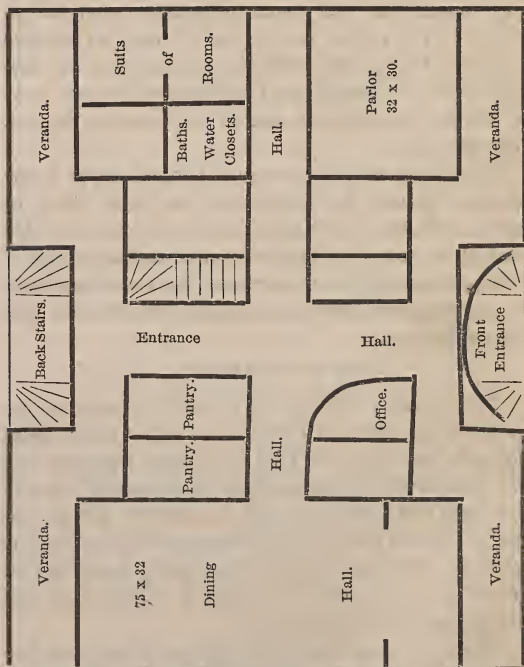 Veranda.
Suits
of
Rooms.
Baths.
Water
Closets.
Hall.
Parlor
32 x 30.
Veranda.
Back Stairs.
Entrance
Hall.
Front
Entrance
Pantry.
Pantry.
Hall.
Office.
Veranda.
75 x 32
Dining
Hall.
Veranda.